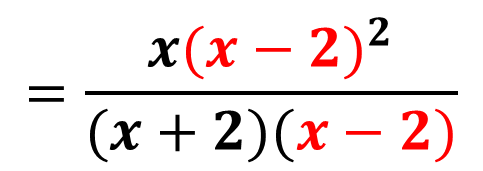 = x(x − 2)²
(x + 2)(x − 2)